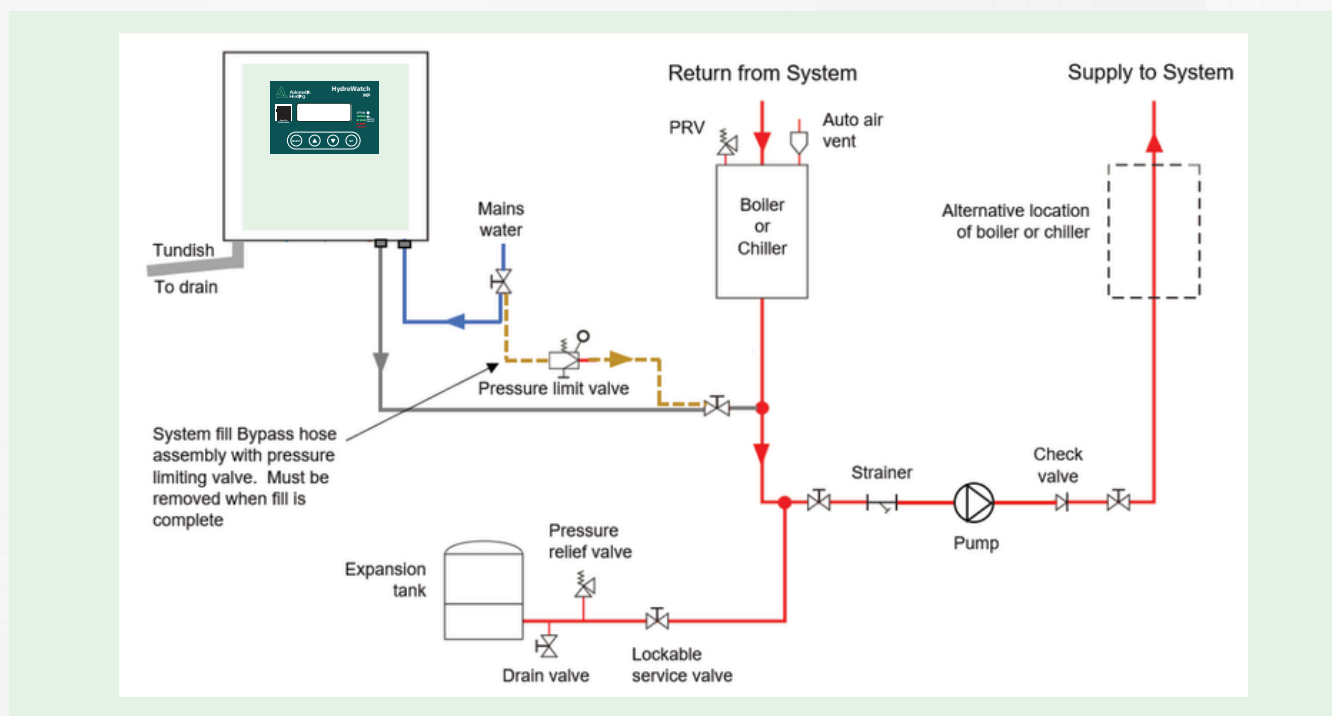 HydroWatch
HP
Return from System
Supply to System
PRV
Auto air
vent
Boiler
or
Chiller
Alternative location
of boiler or chiller
Mains
water
Tundish
To drain
Pressure limit valve
System fill Bypass hose
assembly with pressure
limiting valve.  Must be
removed when fill is
complete
Strainer
Check
valve
Pump
Pressure
relief valve
Expansion
tank
Drain valve
Lockable
service valve